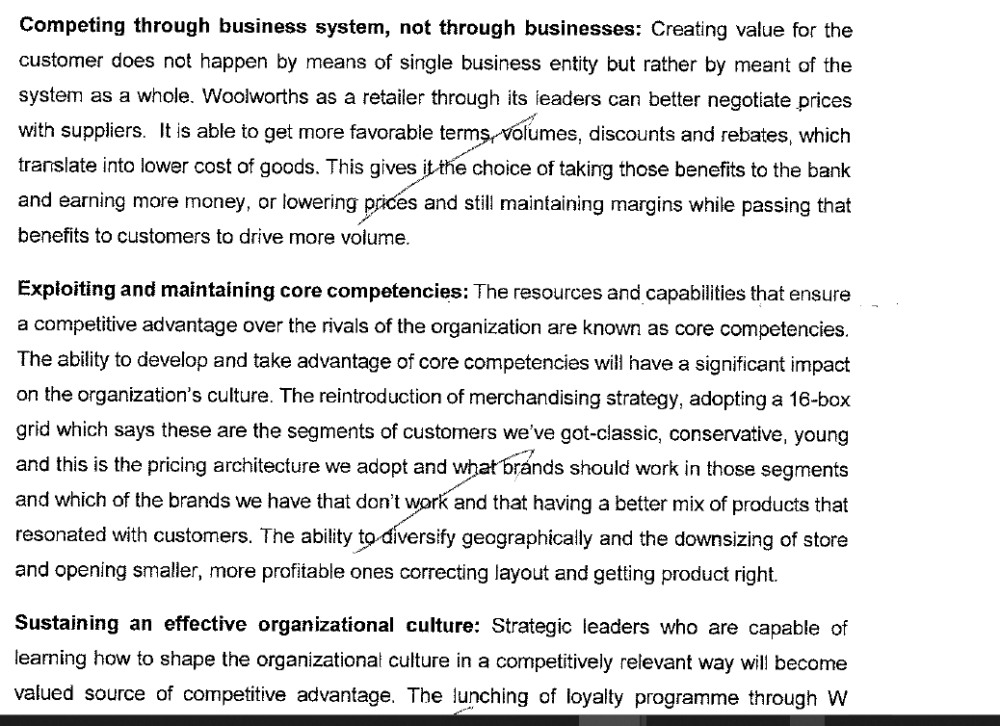 Competing through business system, not through businesses: Creating value for the
customer does not happen by means of single business entity but rather by meant of the
system as a whole. Woolworths as a retailer through its leaders can better negotiate prices
with suppliers. It is able to get more favorable terms, volumes, discounts and rebates, which
translate into lower cost of goods. This gives it the choice of taking those benefits to the bank
and earning more money, or lowering prices and still maintaining margins while passing that
benefits to customers to drive more volume.
Exploiting and maintaining core competencies: The resources and capabilities that ensure
a competitive advantage over the rivals of the organization are known as core competencies.
The ability to develop and take advantage of core competencies will have a significant impact
on the organization's culture. The reintroduction of merchandising strategy, adopting a 16-box
grid which says these are the segments of customers we've got-classic, conservative, young
and this is the pricing architecture we adopt and what brands should work in those segments
and which of the brands we have that don't work and that having a better mix of products that
resonated with customers. The ability to diversify geographically and the downsizing of store
and opening smaller, more profitable ones correcting layout and getting product right.
Sustaining an effective organizational culture: Strategic leaders who are capable of
learning how to shape the organizational culture in a competitively relevant way will become
valued source of competitive advantage. The lunching of loyalty programme through W